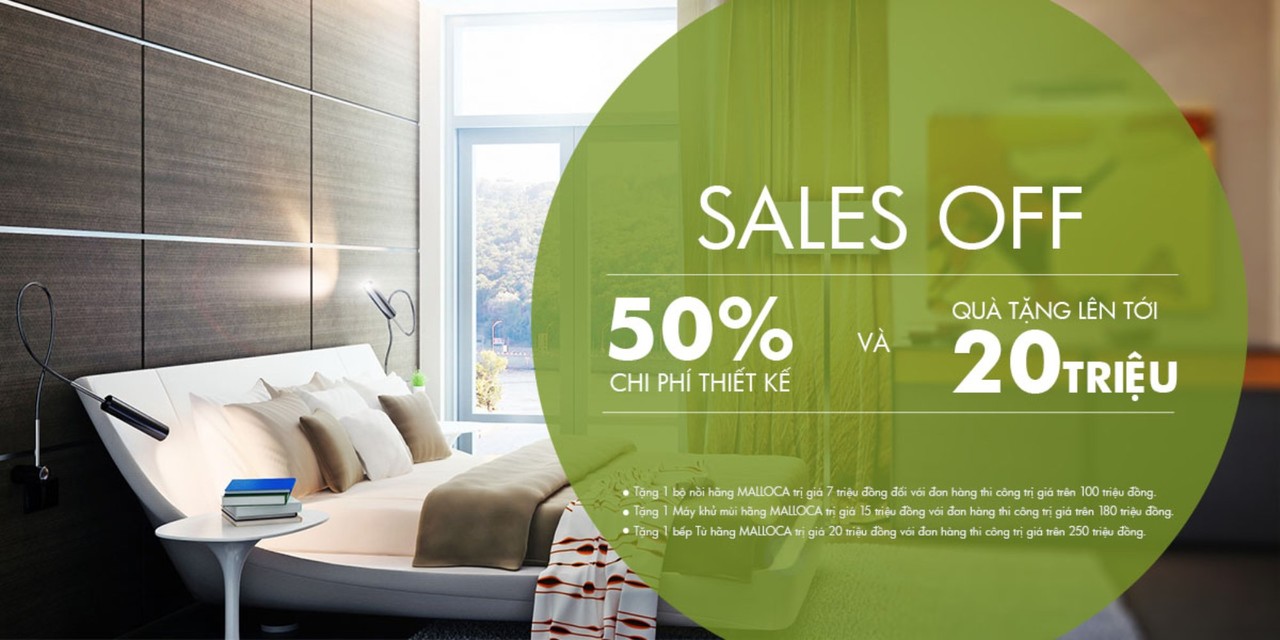 SALES OFF
50%
CHI PHÍ THIẾT KẾ
VÀ
QUÀ TẶNG LÊN TỚI
20TRIỆU
• Tặng 1 bộ nồi hãng MALLOCA trị giá 7 triệu đồng đối với đơn hàng thi công trị giá trên 100 triệu đồng.
• Tặng 1 Máy khử mùi hãng MALLOCA trị giá 15 triệu đồng với đơn hàng thi công trị giá trên 180 triệu đồng.
• Tặng 1 bếp Từ hãng MALLOCA trị giá 20 triệu đồng với đơn hàng thi công trị giá trên 250 triệu đồng.